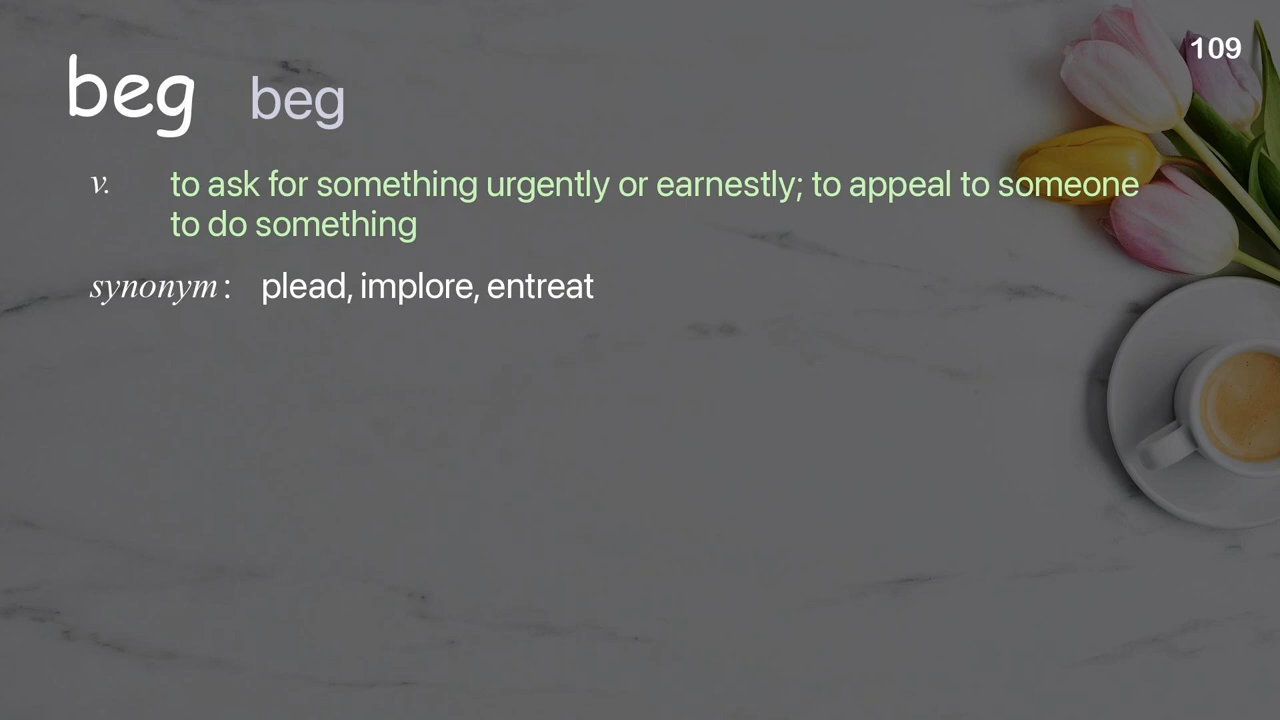 109
beg beg
v. to ask for something urgently or earnestly; to appeal to someone
to do something
synonym: plead, implore, entreat